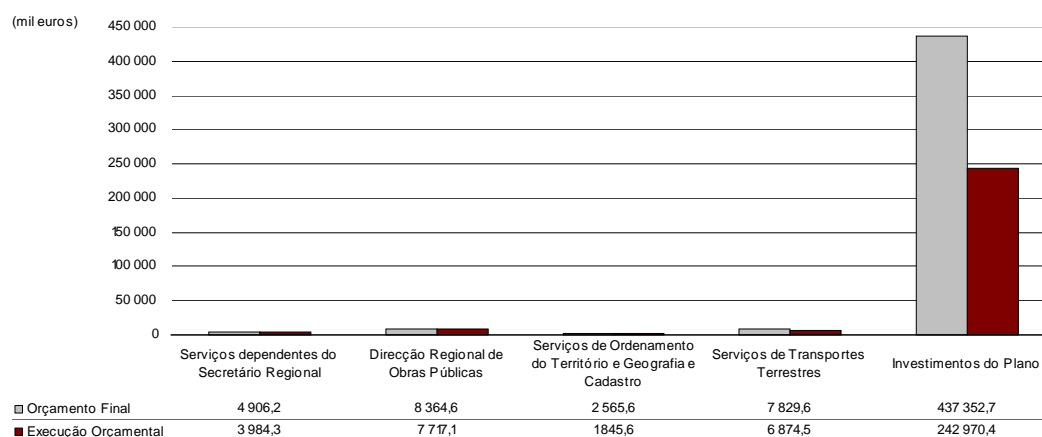 (mil euros)
450 000
400 000
350 000
300 000
250 000
200 000
150 000
100 000
50 000
0
Serviços dependentes do
Secretário Regional
Direcção Regional de
Obras Públicas
Serviços de Ordenamento
do Território e Geografia e
Cadastro
Serviços de Transportes
Terrestres
Investimentos do Plano
Orçamento Final 4 906,2 8 364,6 2 565,6 7 829,6 437 352,7
Execução Orçamental 3 984,3 7 717,1 1845,6 6 874,5 242 970,4